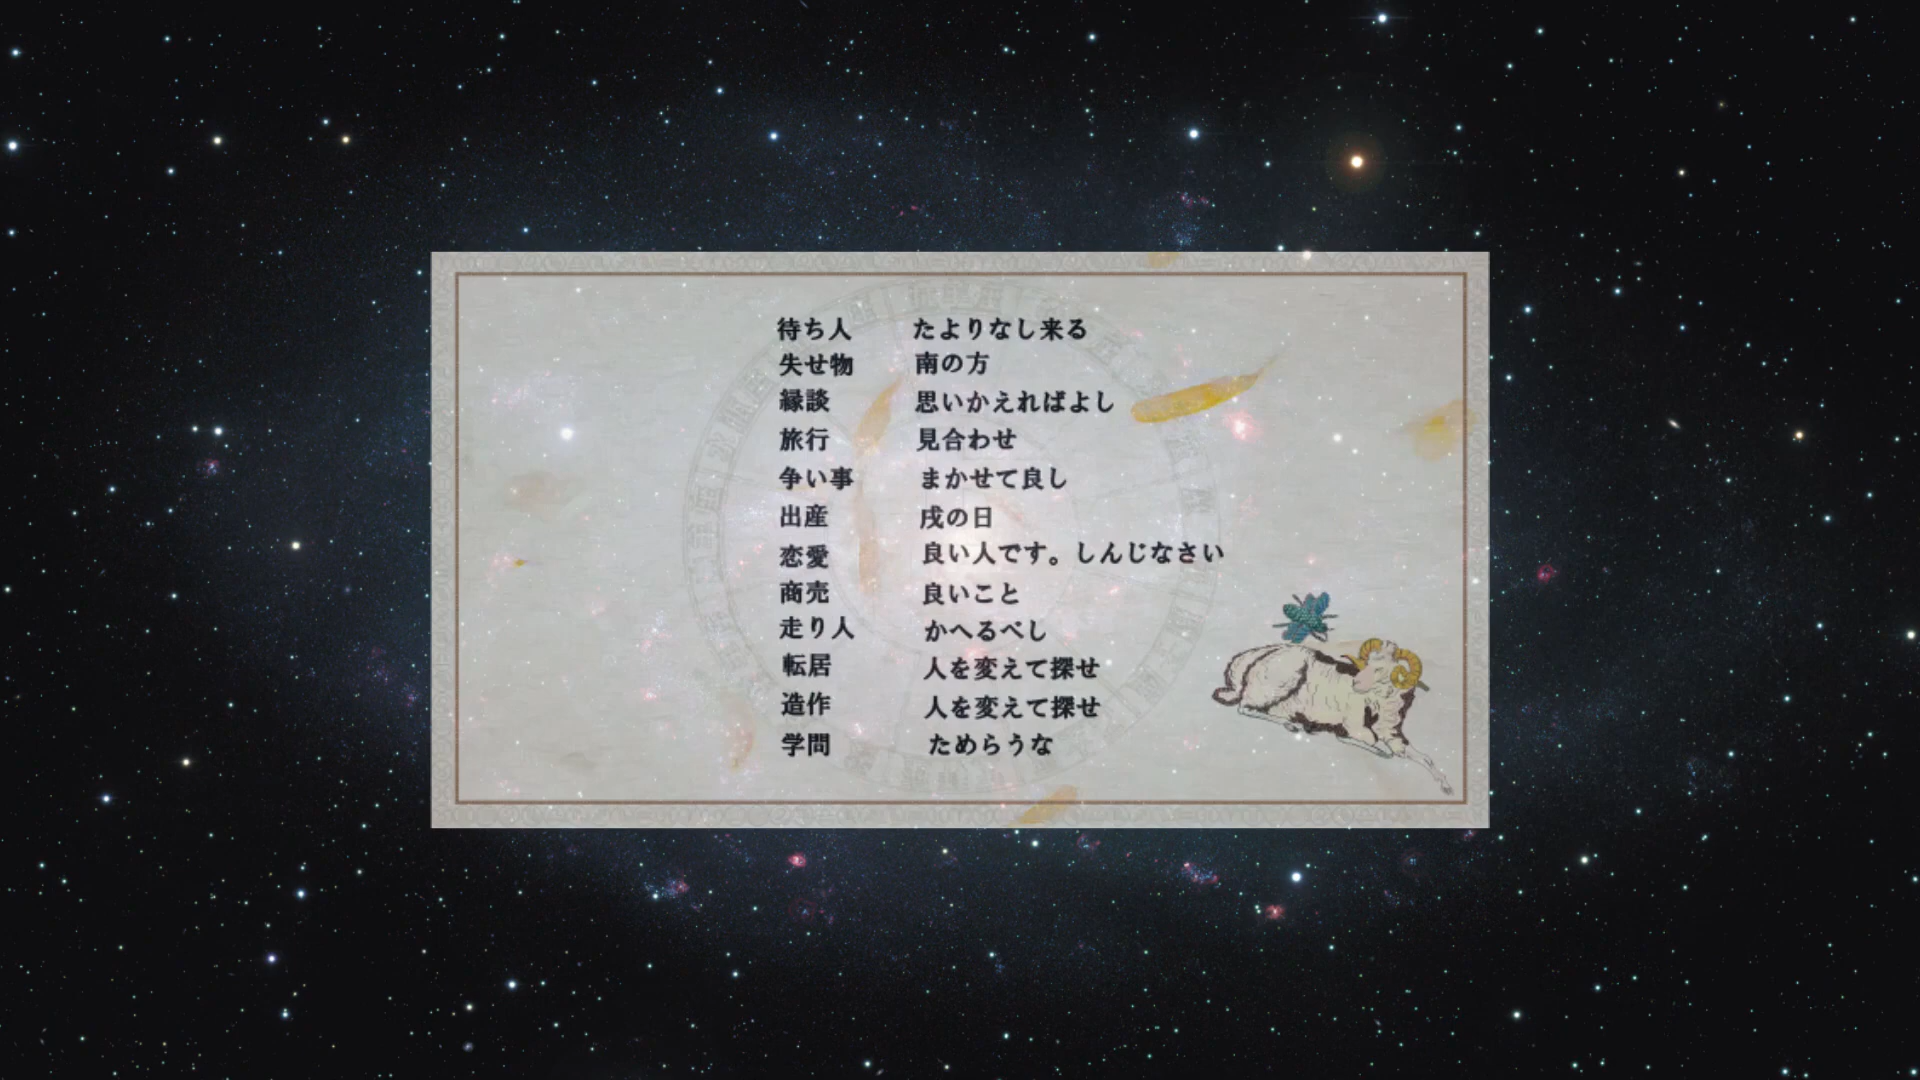 待ち人 たよりなし来る
失せ物 南の方
縁談 思いかえればよし
旅行 見合わせ
争い事 まかせて良し
出産 戌の日
恋愛 良い人です。しんじなさい
商売 良いこと
走り人 かへるべし
転居 人を変えて探せ
造作 人を変えて探せ
学問 ためらうな